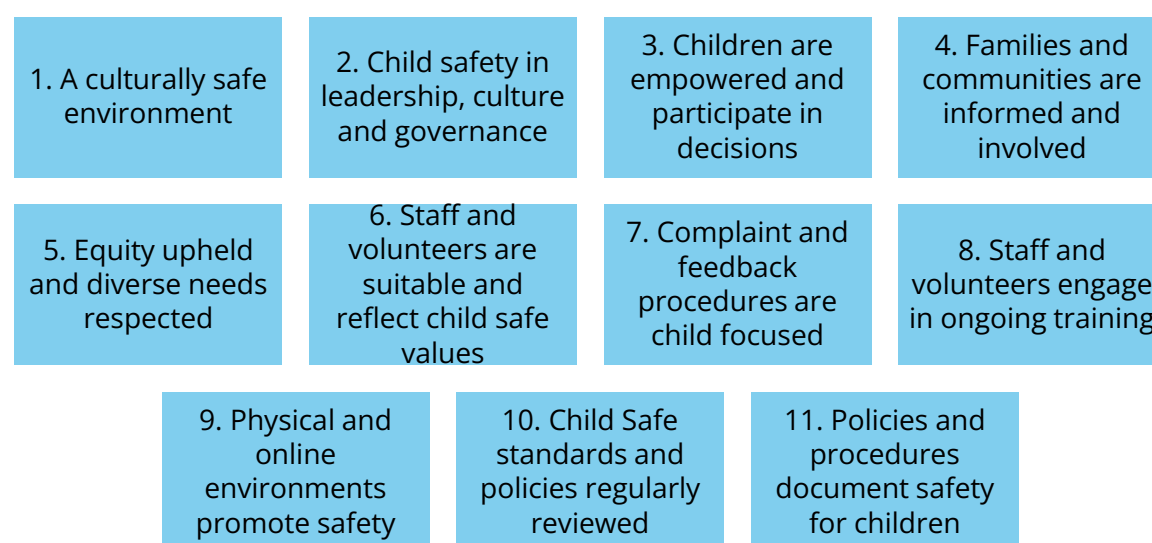 1. A culturally safe
environment
2. Child safety in
leadership, culture
and governance
3. Children are
empowered and
participate in
decisions
4. Families and
communities are
informed and
involved
5. Equity upheld
and diverse needs
respected
6. Staff and
volunteers are
suitable and
reflect child safe
values
7. Complaint and
feedback
procedures are
child focused
8. Staff and
volunteers engage
in ongoing training
9. Physical and
online
environments
promote safety
10. Child Safe
standards and
policies regularly
reviewed
11. Policies and
procedures
document safety
for children